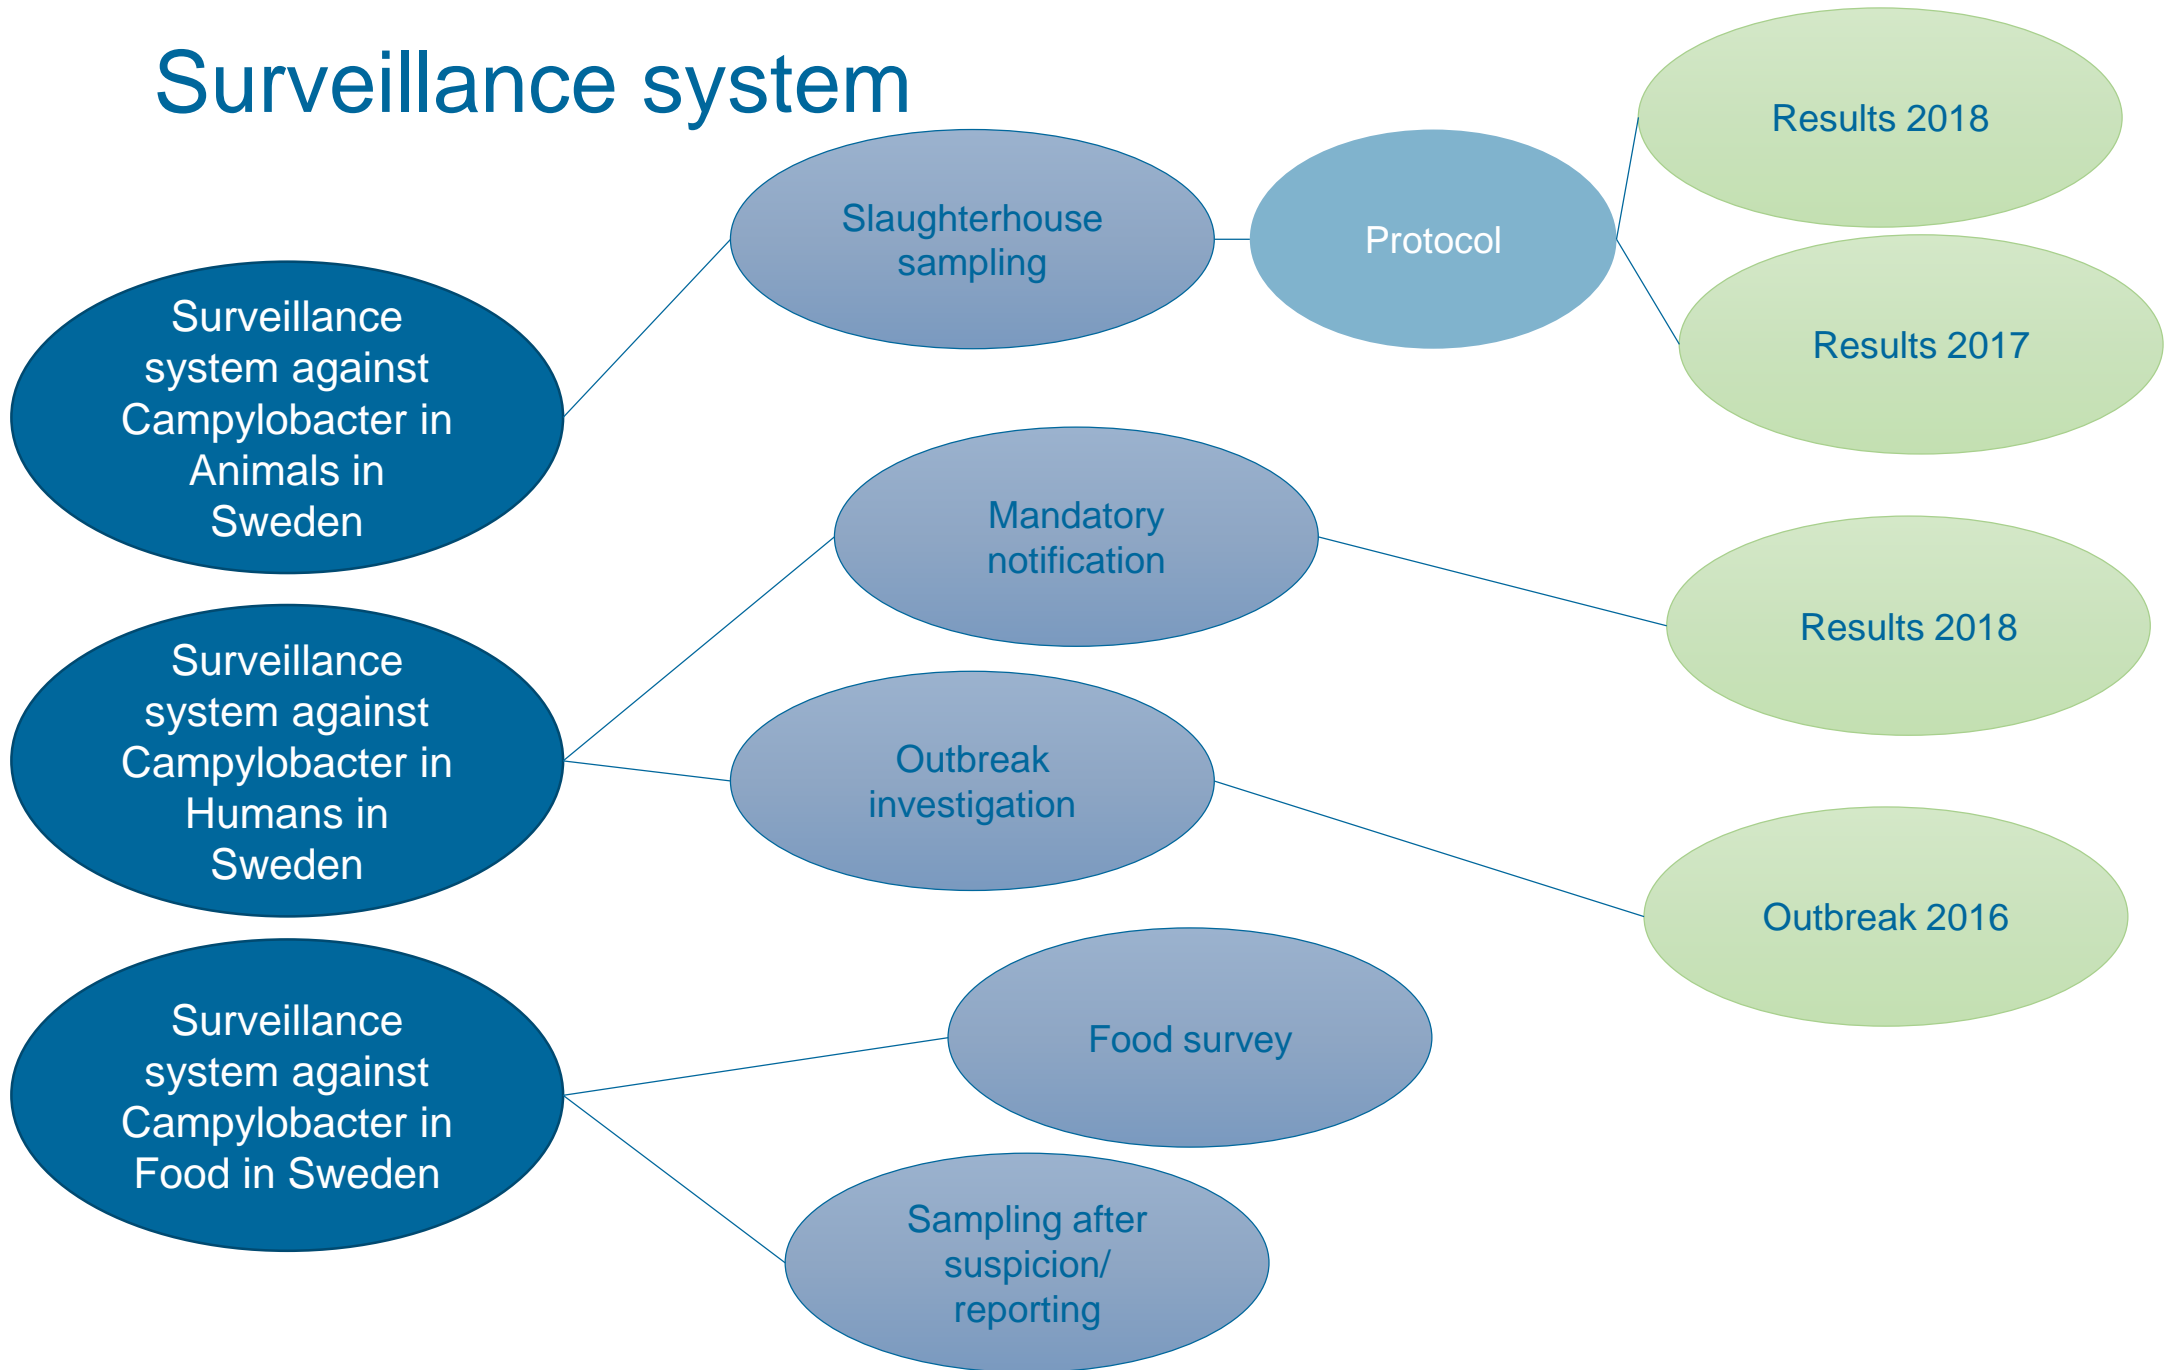 Surveillance system
Results 2018
Slaughterhouse
sampling
Protocol
Results 2017
Surveillance
system against
Campylobacter in
Animals in
Sweden
Mandatory
notification
Results 2018
Surveillance
system against
Campylobacter in
Humans in
Sweden
Outbreak
investigation
Outbreak 2016
Surveillance
system against
Campylobacter in
Food in Sweden
Food survey
Sampling after
suspicion/
reporting